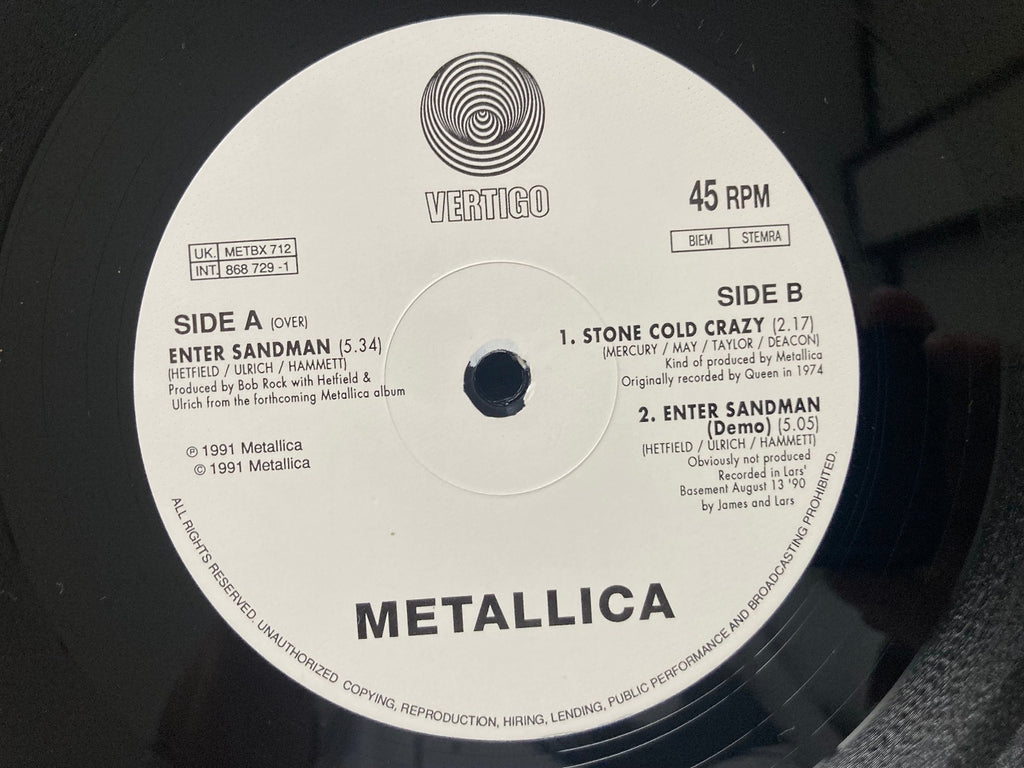 VERTIGO
45 RPM
BIEM STEMRA
UK. METBX 712
INT. 868 729 -1
SIDE A (OVER)
ENTER SANDMAN (5.34)
(HETFIELD / ULRICH / HAMMETT)
Produced by Bob Rock with Hetfield &
Ulrich from the forthcoming Metallica album
℗ 1991 Metallica
© 1991 Metallica
SIDE B
1. STONE COLD CRAZY (2.17)
(MERCURY / MAY / TAYLOR / DEACON)
Kind of produced by Metallica
Originally recorded by Queen in 1974
2. ENTER SANDMAN
(Demo) (5.05)
(HETFIELD / ULRICH / HAMMETT)
Obviously not produced
Recorded in Lars'
Basement August 13 '90
by James and Lars
METALLICA
ALL RIGHTS RESERVED. UNAUTHORIZED COPYING, REPRODUCTION, HIRING, LENDING, PUBLIC PERFORMANCE AND BROADCASTING PROHIBITED.